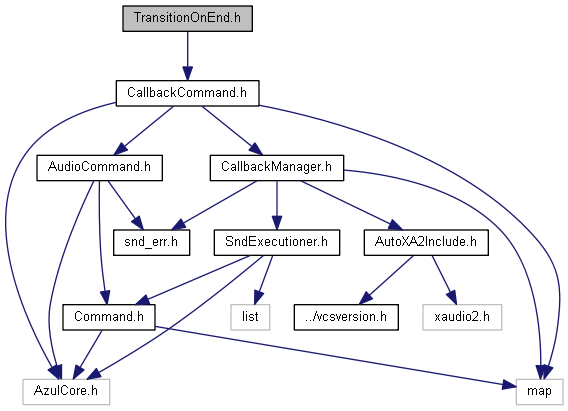 TransitionOnEnd.h
CallbackCommand.h
AudioCommand.h
CallbackManager.h
snd_err.h
SndExecutioner.h
AutoXA2Include.h
Command.h
list
../vcsversion.h
xaudio2.h
AzulCore.h
map